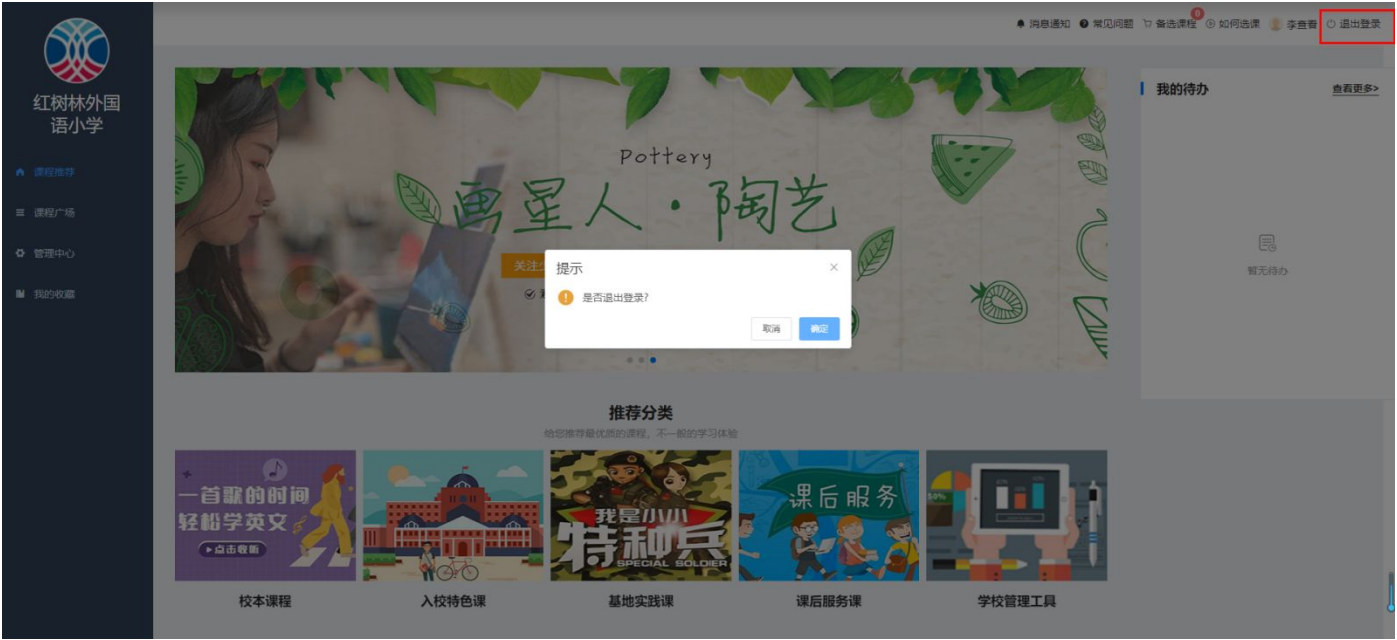 红树林外国
语小学
课程推荐
课程广场
管理中心
我的收藏
消息通知
常见问题
备选课程
0
如何选课
退出登录
Pottery
画星人·陶艺
关注
我的待办
查看更多>
暂无待办
提示
是否退出登录?
取消
确定
推荐分类
给您推荐最优质的课程，不一般的学习体验
一首歌的时间
轻松学英文
点击收听
我是小小
特种兵
SPECIAL SOLDIER
课后服务
50%
校本课程
入校特色课
基地实践课
课后服务课
学校管理工具